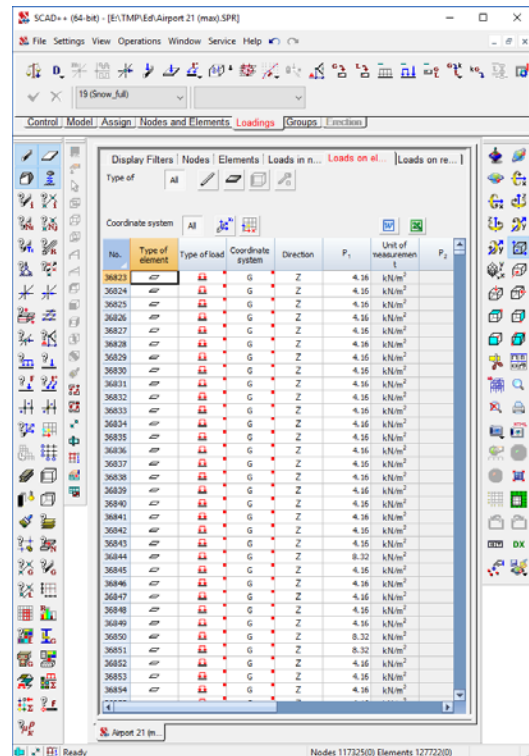 SCAD++ (64-bit) - [E:\TMP\Ed\Airport 21 (max).SPR]
File Settings View Operations Window Service Help
19 (Snow_full)
Control Model Assign Nodes and Elements Loadings Groups Erection
Display Filters Nodes Elements Loads in n... Loads on el... Loads on re...
Type of All
Coordinate system All
No. Type of element Type of load Coordinate system Direction P1 Unit of measurement P2
36823 G Z 4.16 kN/m²
36824 G Z 4.16 kN/m²
36825 G Z 4.16 kN/m²
36826 G Z 4.16 kN/m²
36827 G Z 4.16 kN/m²
36828 G Z 4.16 kN/m²
36829 G Z 4.16 kN/m²
36830 G Z 4.16 kN/m²
36831 G Z 4.16 kN/m²
36832 G Z 4.16 kN/m²
36833 G Z 4.16 kN/m²
36834 G Z 4.16 kN/m²
36835 G Z 4.16 kN/m²
36836 G Z 4.16 kN/m²
36837 G Z 4.16 kN/m²
36838 G Z 4.16 kN/m²
36839 G Z 4.16 kN/m²
36840 G Z 4.16 kN/m²
36841 G Z 4.16 kN/m²
36842 G Z 4.16 kN/m²
36843 G Z 4.16 kN/m²
36844 G Z 8.32 kN/m²
36845 G Z 4.16 kN/m²
36846 G Z 4.16 kN/m²
36847 G Z 4.16 kN/m²
36848 G Z 4.16 kN/m²
36849 G Z 4.16 kN/m²
36850 G Z 8.32 kN/m²
36851 G Z 8.32 kN/m²
36852 G Z 4.16 kN/m²
36853 G Z 4.16 kN/m²
36854 G Z 4.16 kN/m²
Airport 21 (m...
Ready Nodes 117325(0) Elements 127722(0)